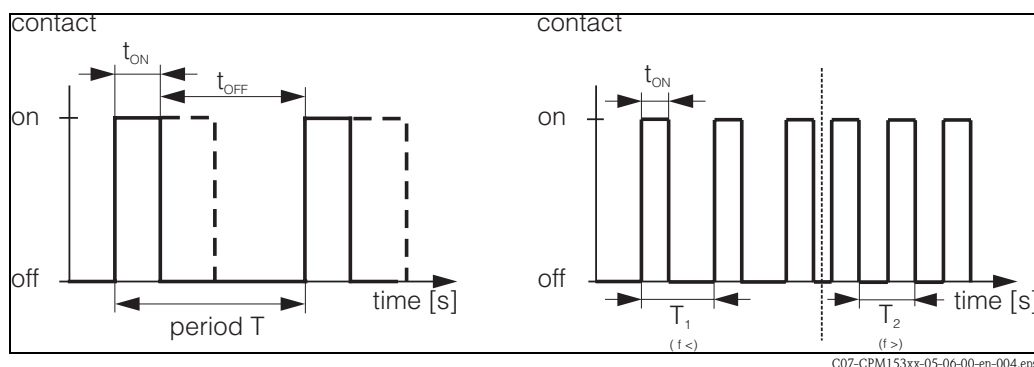 contact
t_ON
t_OFF
on
off
time [s]
period T
contact
t_ON
on
off
time [s]
T_1
( f <)
T_2
(f >)
C07-CPM153xx-05-06-00-en-004.eps